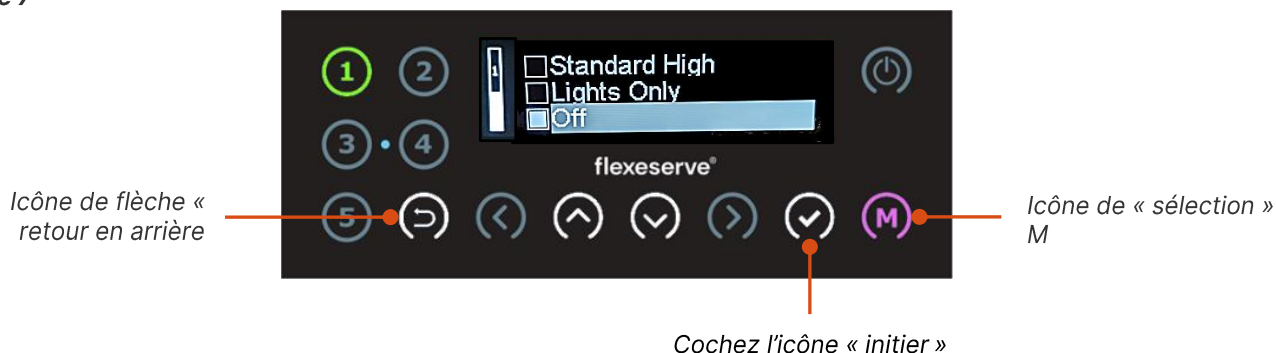 1
2
1
Standard High
Lights Only
Off
3
4
flexeserve®
Icône de flèche «
retour en arrière
5
M
Icône de « sélection »
M
Cochez l'icône « initier »